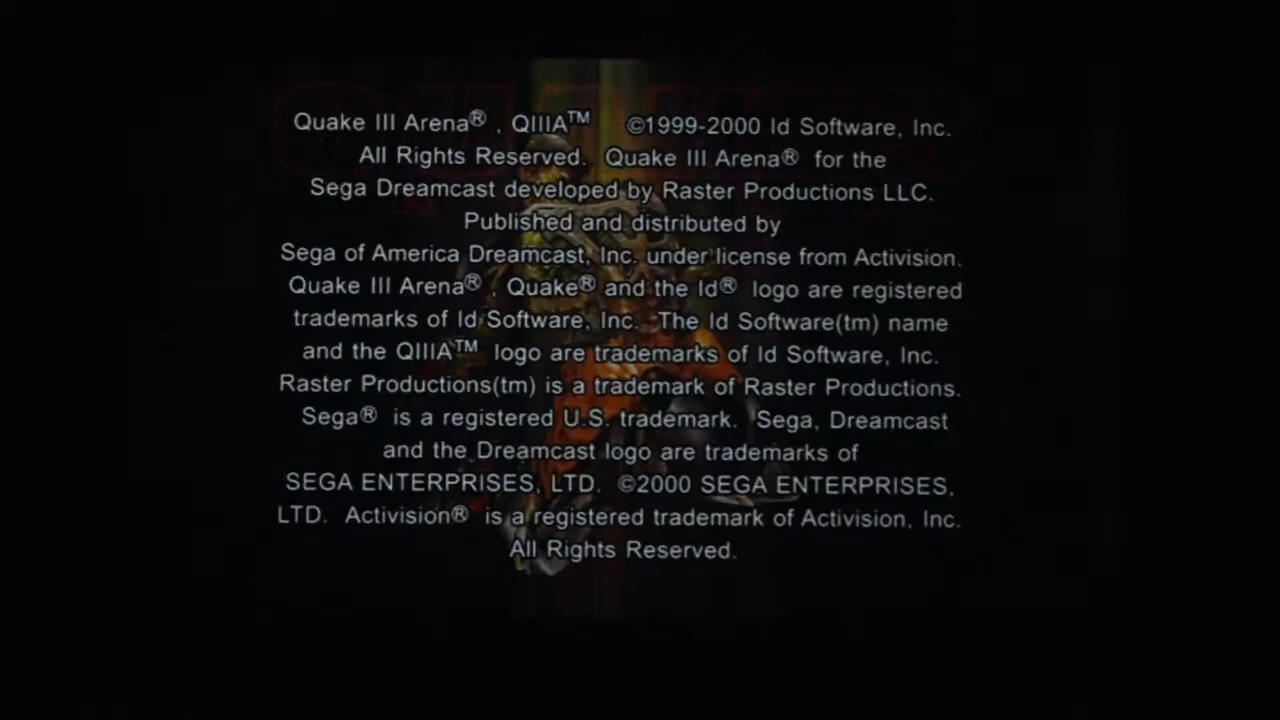 Quake III Arena® , QIIIA™ ©1999-2000 Id Software, Inc.
All Rights Reserved. Quake III Arena® for the
Sega Dreamcast developed by Raster Productions LLC.
Published and distributed by
Sega of America Dreamcast, Inc. under license from Activision.
Quake III Arena® , Quake® and the Id® logo are registered
trademarks of Id Software, Inc. The Id Software(tm) name
and the QIIIA™ logo are trademarks of Id Software, Inc.
Raster Productions(tm) is a trademark of Raster Productions.
Sega® is a registered U.S. trademark. Sega, Dreamcast
and the Dreamcast logo are trademarks of
SEGA ENTERPRISES, LTD. ©2000 SEGA ENTERPRISES,
LTD. Activision® is a registered trademark of Activision, Inc.
All Rights Reserved.